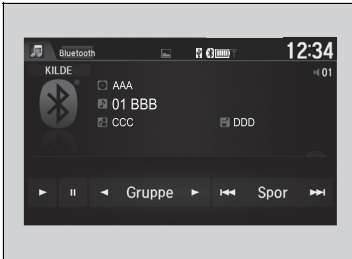 Bluetooth
12:34
KILDE
01
AAA
01 BBB
CCC DDD
Gruppe Spor